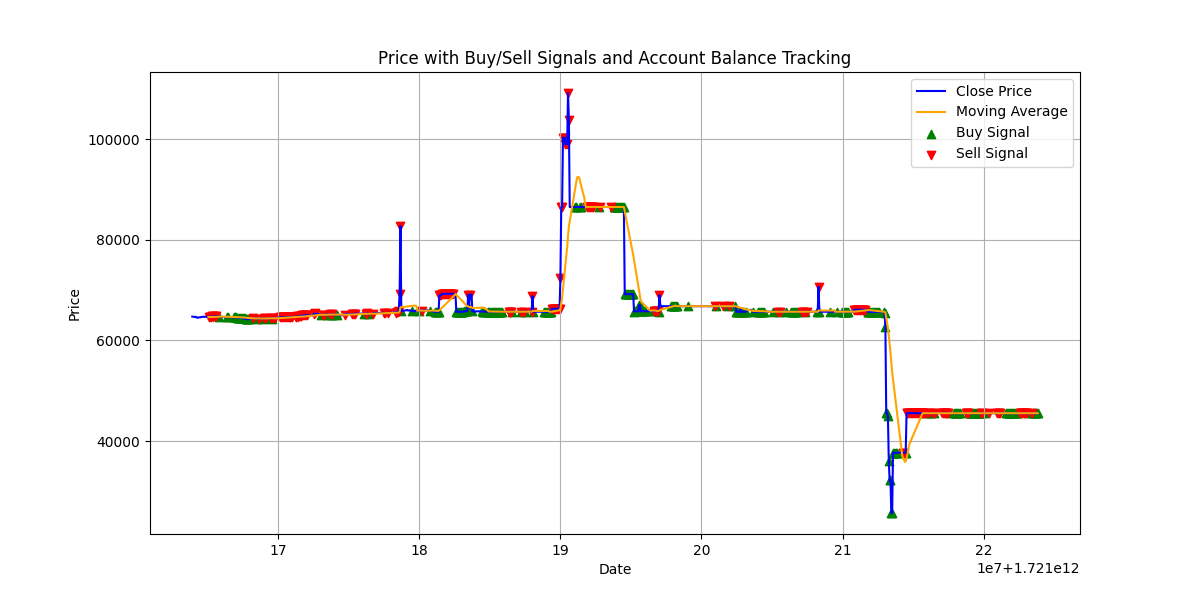 Price with Buy/Sell Signals and Account Balance Tracking
Close Price
Moving Average
Buy Signal
Sell Signal
100000
80000
60000
40000
Price
17 18 19 20 21 22
1e7+1.721e12
Date